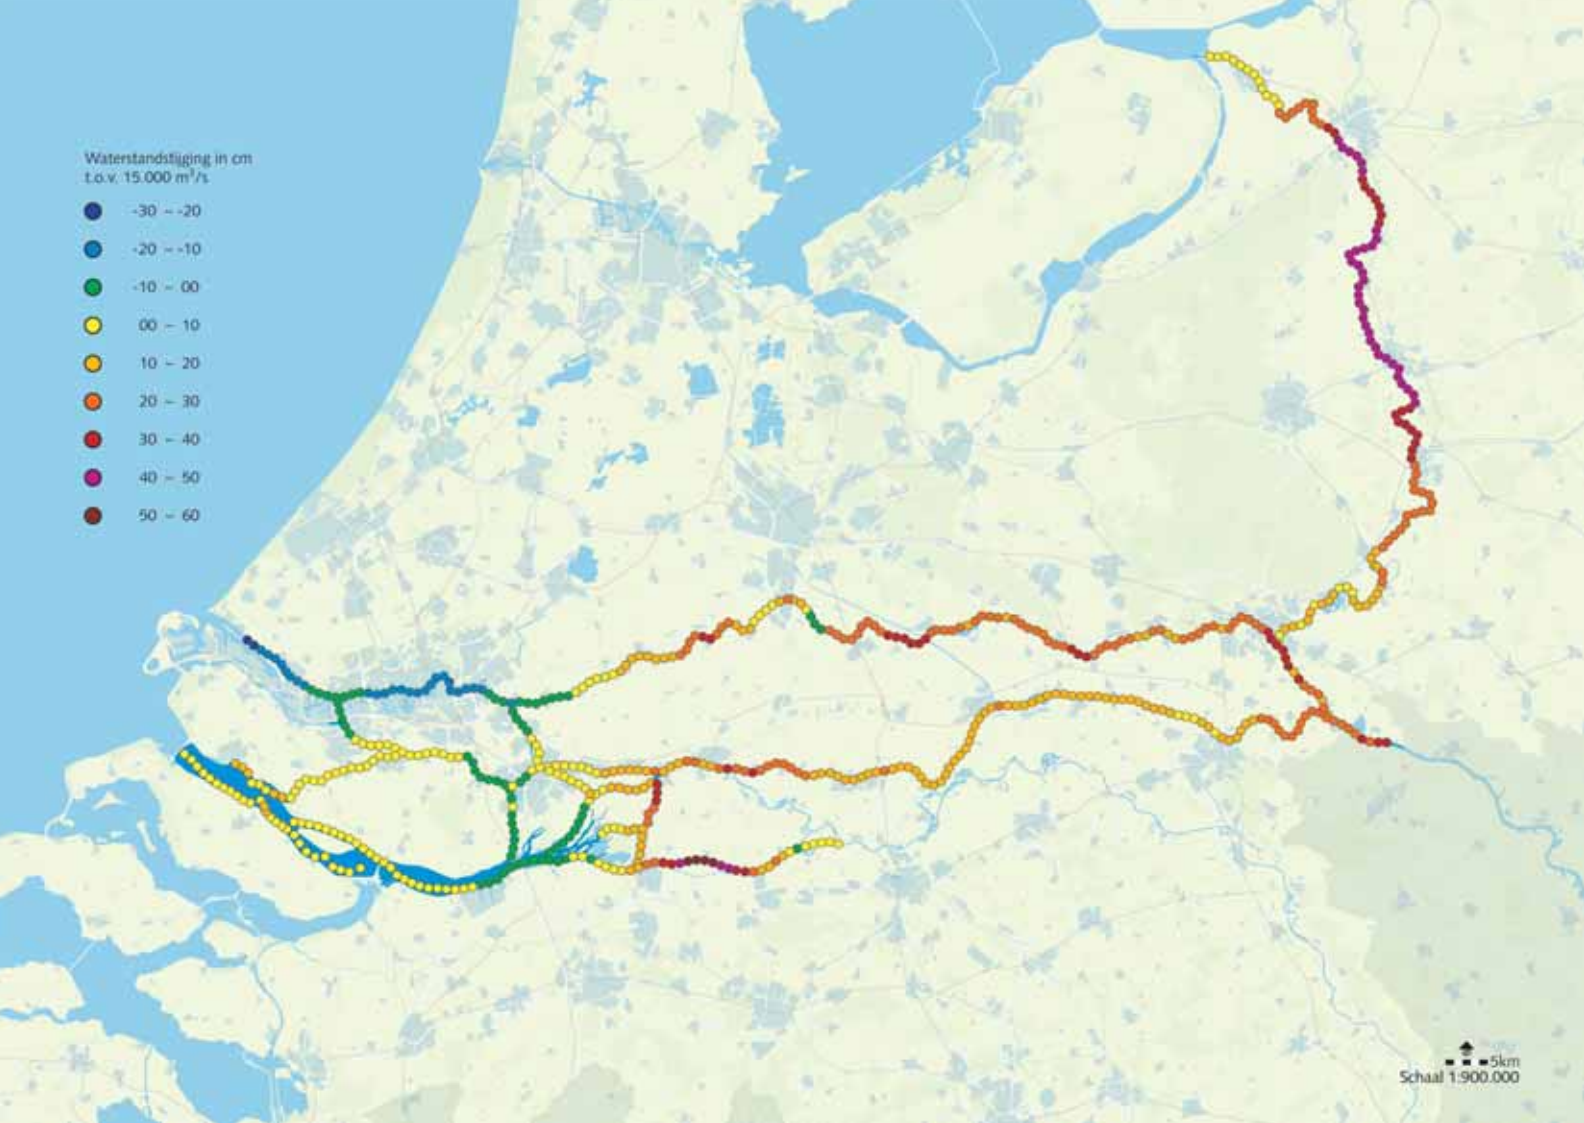 Waterstandstijging in cm
t.o.v. 15.000 m³/s
-30 – -20
-20 – -10
-10 – 00
00 – 10
10 – 20
20 – 30
30 – 40
40 – 50
50 – 60
5km
Schaal 1:900.000